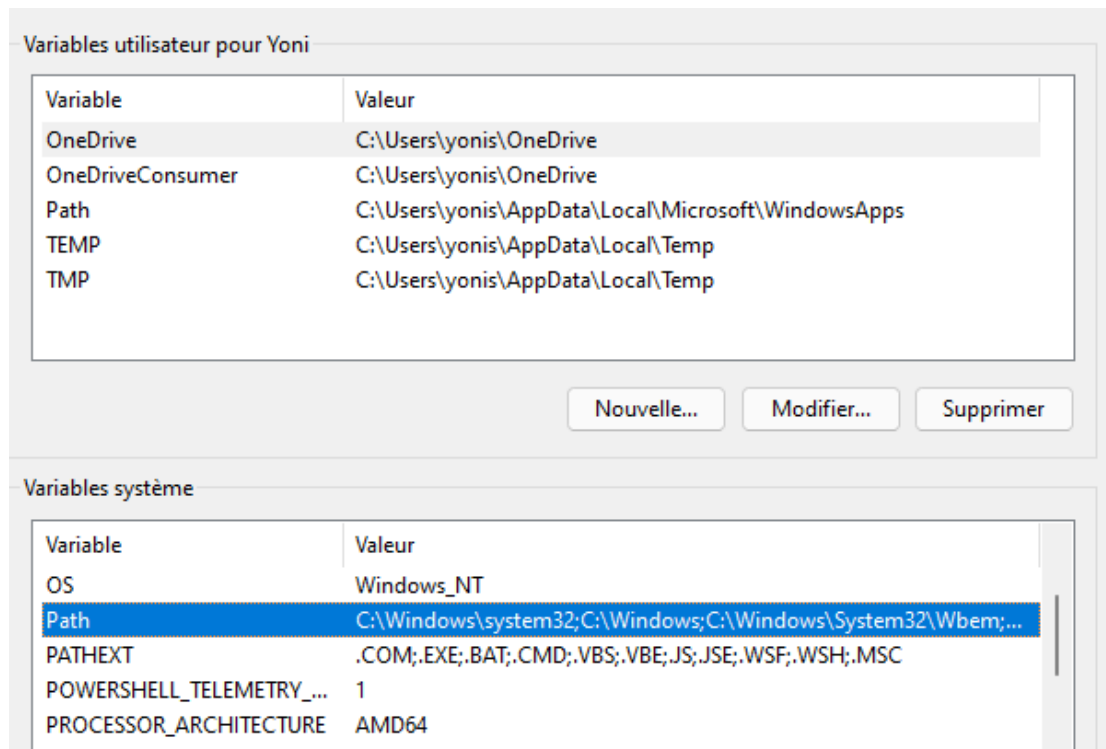 Variables utilisateur pour Yoni
Variable Valeur
OneDrive C:\Users\yonis\OneDrive
OneDriveConsumer C:\Users\yonis\OneDrive
Path C:\Users\yonis\AppData\Local\Microsoft\WindowsApps
TEMP C:\Users\yonis\AppData\Local\Temp
TMP C:\Users\yonis\AppData\Local\Temp
Nouvelle... Modifier... Supprimer
Variables système
Variable Valeur
OS Windows_NT
Path C:\Windows\system32;C:\Windows;C:\Windows\System32\Wbem;...
PATHEXT .COM;.EXE;.BAT;.CMD;.VBS;.VBE;.JS;.JSE;.WSF;.WSH;.MSC
POWERSHELL_TELEMETRY_... 1
PROCESSOR_ARCHITECTURE AMD64